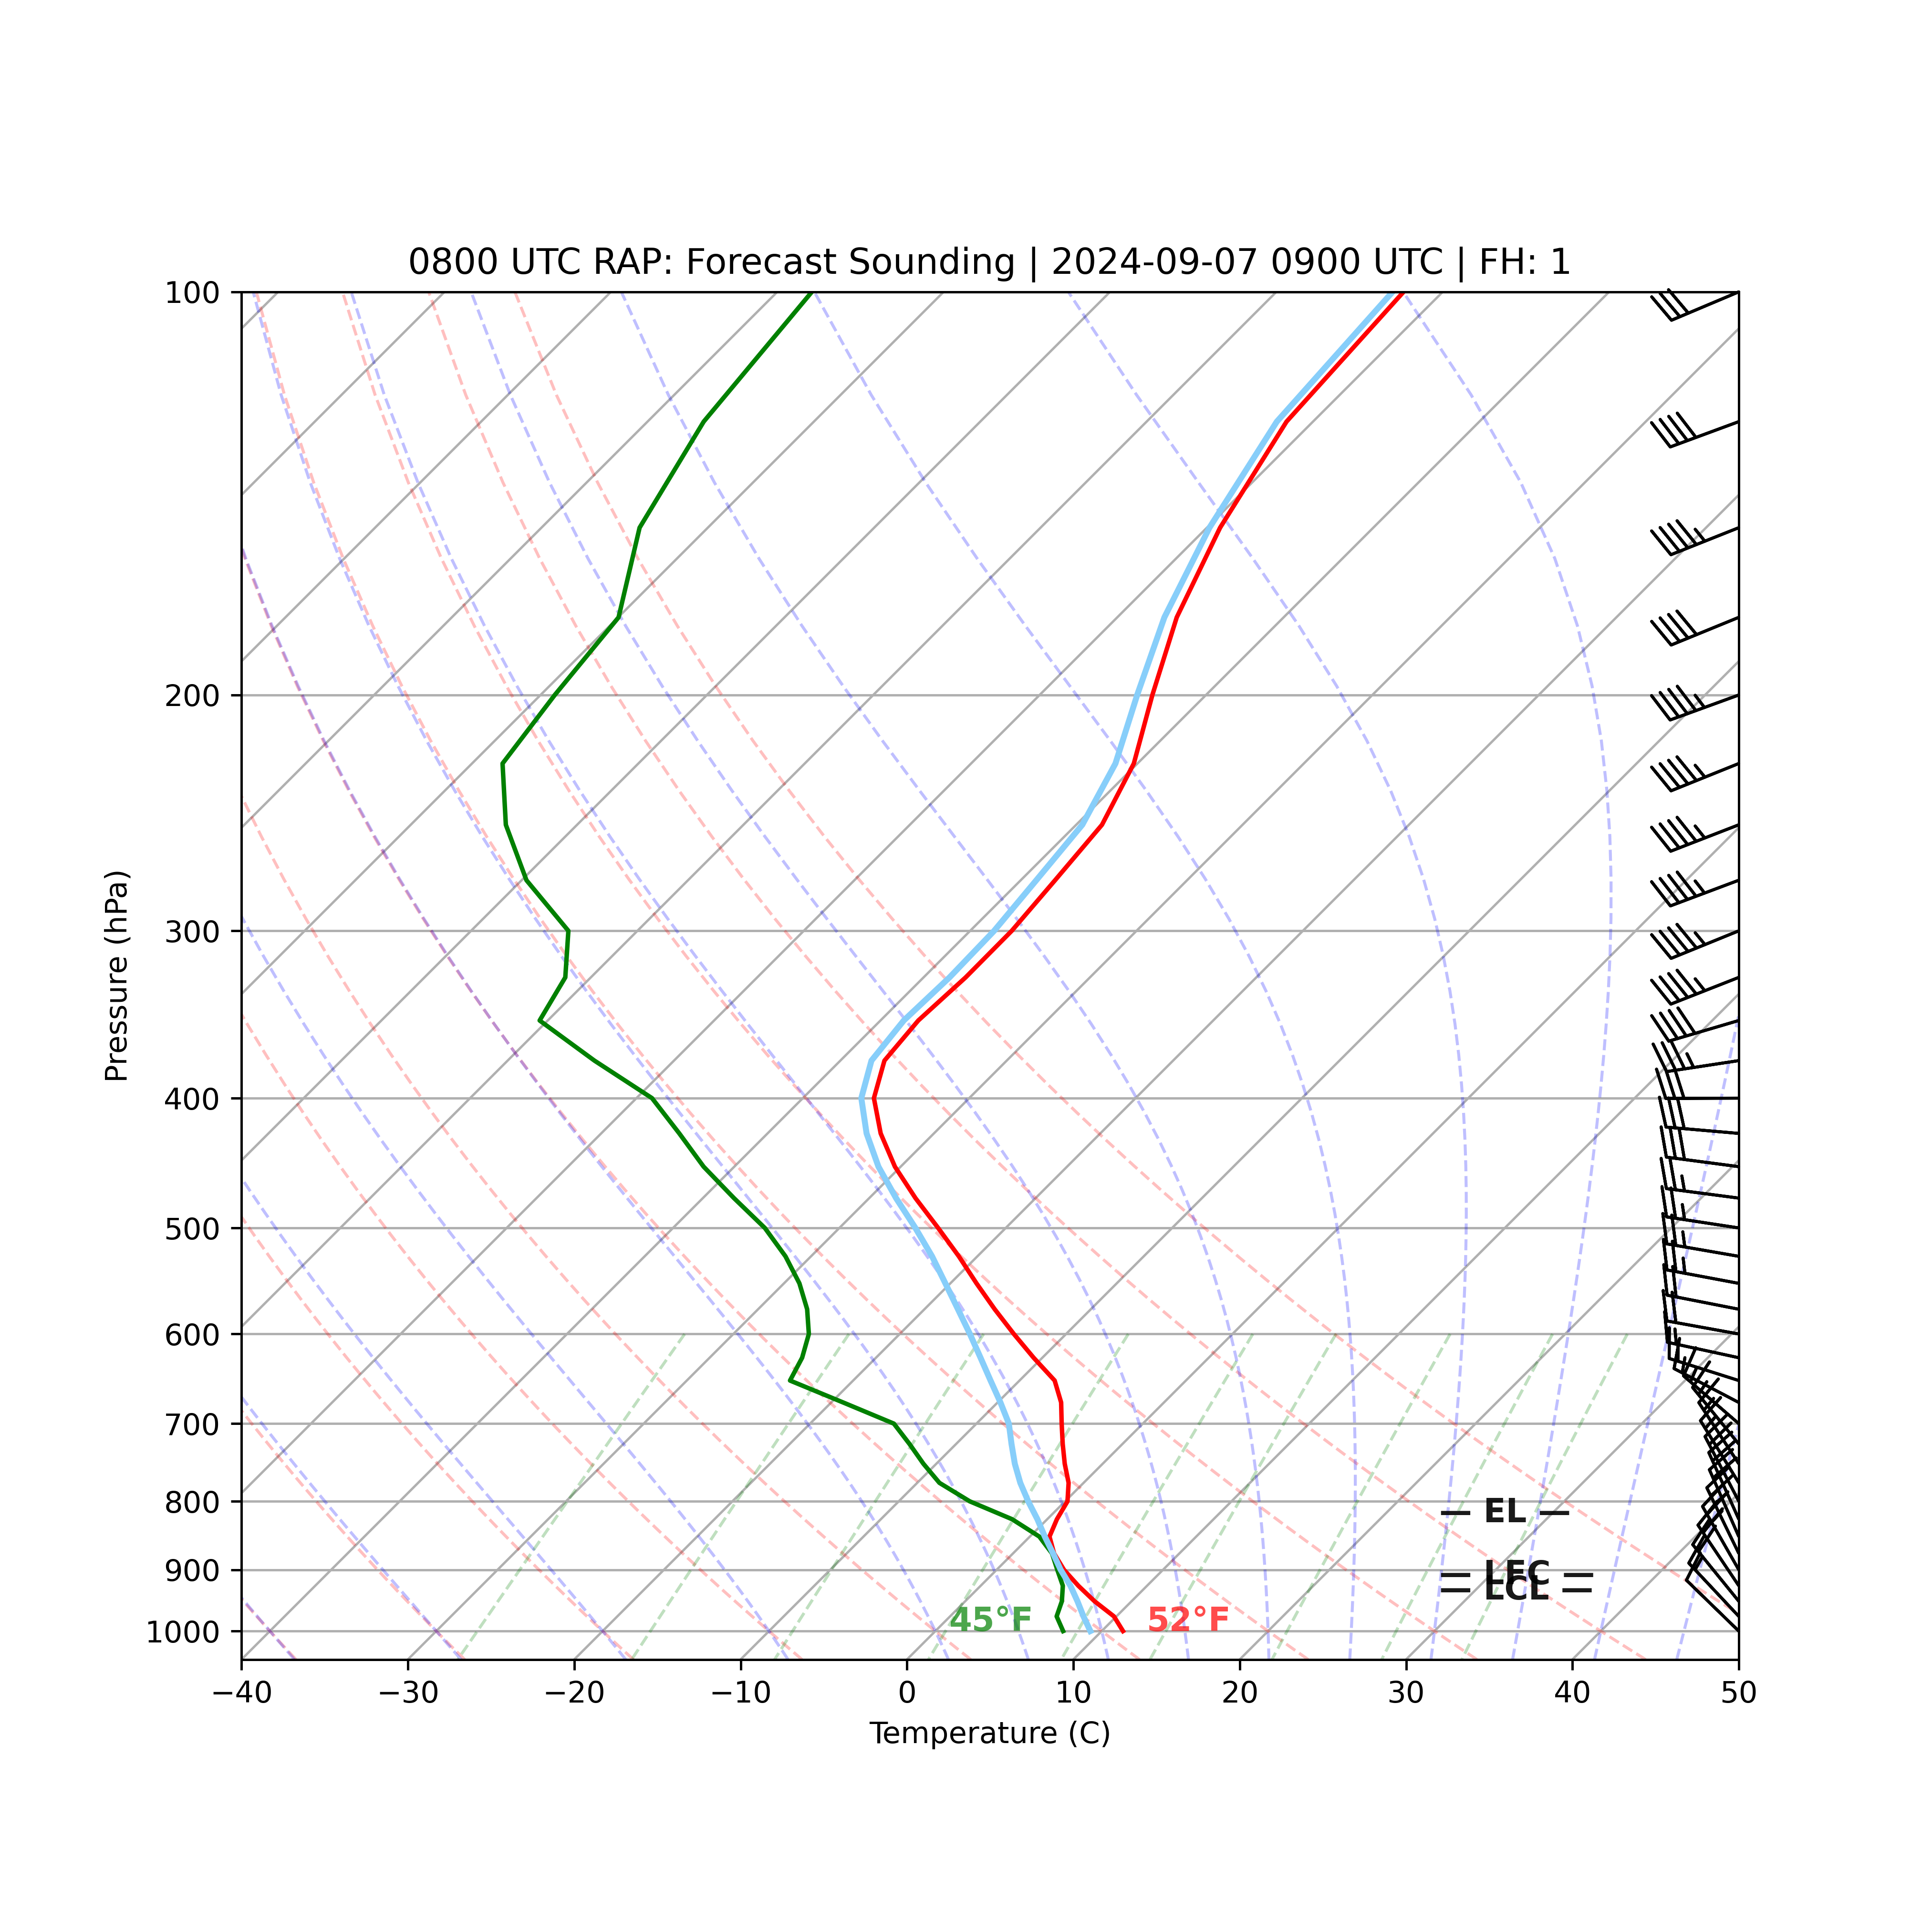 0800 UTC RAP: Forecast Sounding | 2024-09-07 0900 UTC | FH: 1
100
200
300
400
500
600
700
800
900
1000
Pressure (hPa)
— EL —
— LFC —
— LCL —
45°F
52°F
−40 −30 −20 −10 0 10 20 30 40 50
Temperature (C)